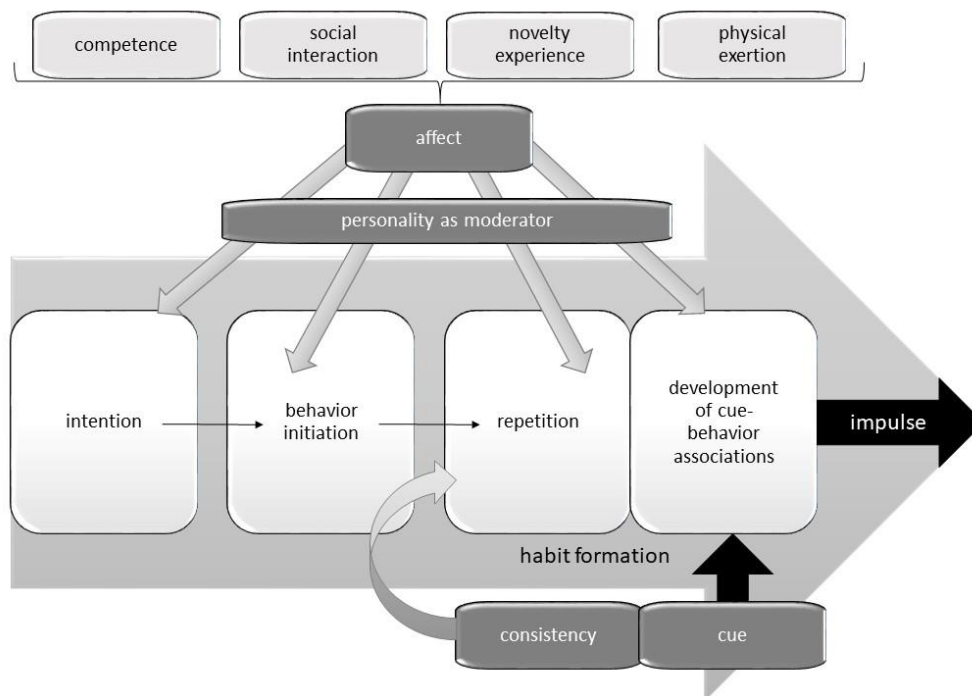 competence
social
interaction
novelty
experience
physical
exertion
affect
personality as moderator
intention
behavior
initiation
repetition
development
of cue-
behavior
associations
impulse
habit formation
consistency
cue